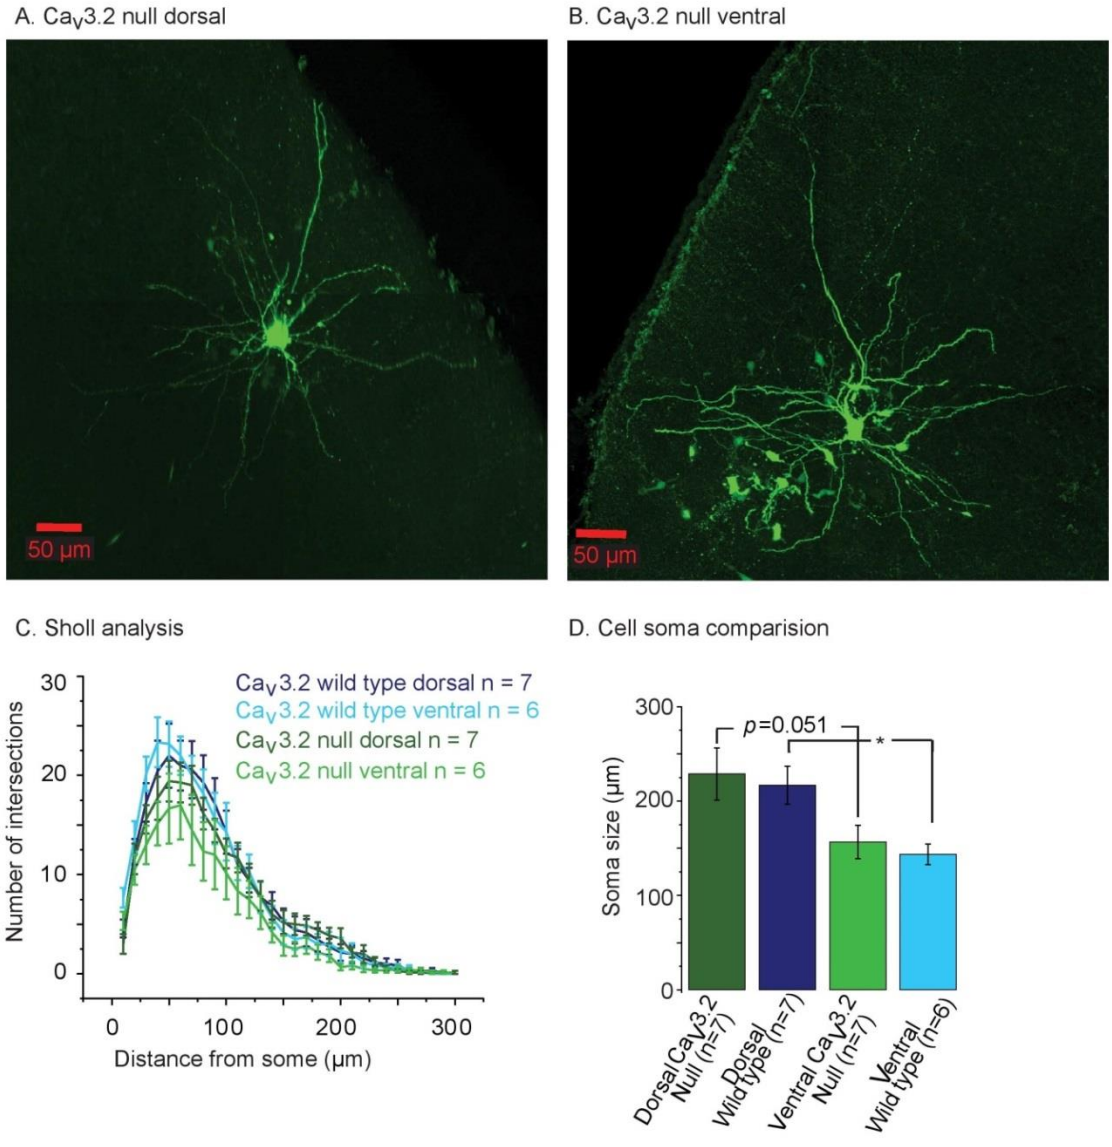 A. CaV3.2 null dorsal
B. CaV3.2 null ventral
50 µm
50 µm
C. Sholl analysis
D. Cell soma comparision
CaV3.2 wild type dorsal n = 7
CaV3.2 wild type ventral n = 6
CaV3.2 null dorsal n = 7
CaV3.2 null ventral n = 6
Number of intersections
30
20
10
0
0 100 200 300
Distance from some (µm)
Soma size (µm)
300
200
100
0
p=0.051
*
Dorsal CaV3.2
Null (n=7)
Dorsal
Wild type (n=7)
Ventral CaV3.2
Null (n=7)
Ventral
Wild type (n=6)